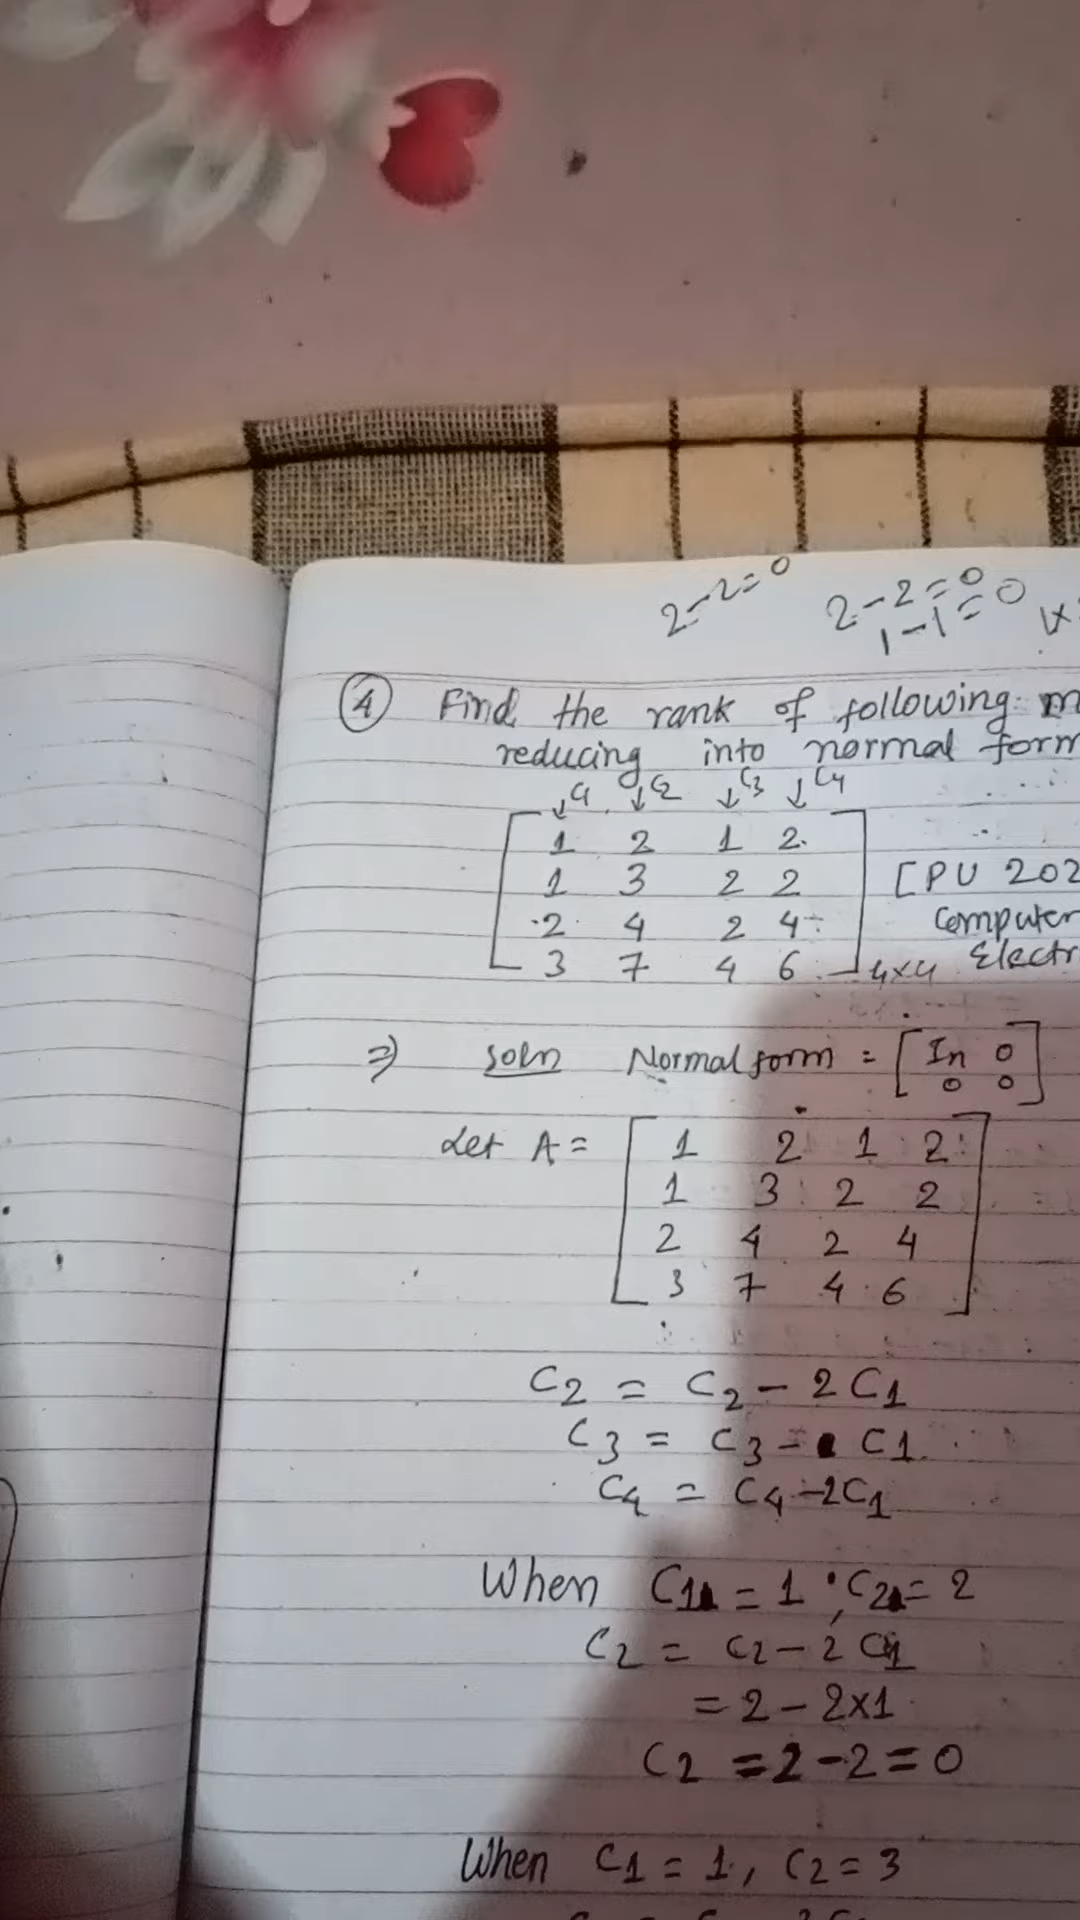 2-2=0 2-2=0
1-1=0
④ Find the rank of following
reducing into normal form
↓C1 ↓C2 ↓C3 ↓C4
1 2 1 2
1 3 2 2 [PU 202
2 4 2 4 Computer
3 7 4 6 4x4 Electr
⇒ Soln Normal form = [In 0
0 0]
Let A = 1 2 1 2
1 3 2 2
2 4 2 4
3 7 4 6
C2 = C2 - 2C1
C3 = C3 - C1
C4 = C4 - 2C1
When C1 = 1, C2 = 2
C2 = C2 - 2C1
= 2 - 2x1
C2 = 2 - 2 = 0
When C1 = 1, C2 = 3